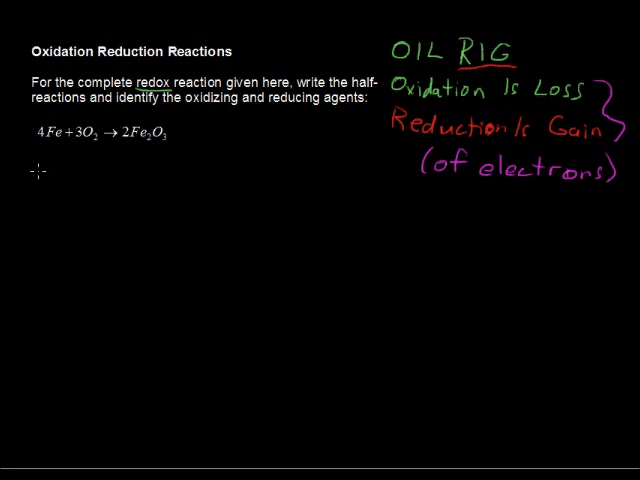 Oxidation Reduction Reactions
For the complete redox reaction given here, write the half-
reactions and identify the oxidizing and reducing agents:
4Fe+3O₂ → 2Fe₂O₃
OIL RIG
Oxidation Is Loss
Reduction Is Gain
(of electrons)